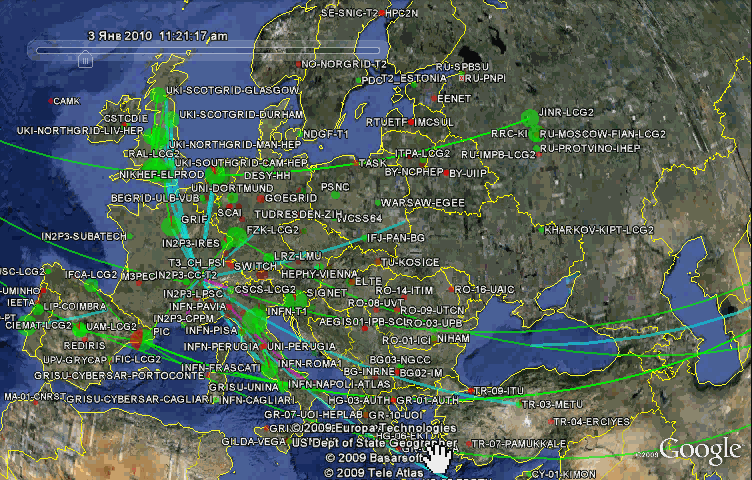 SE-SNIC-T2 HPC2N
3 Янв 2010 11:21:17 am
NO-NORGRID-T2
RU-SPBSU
PDC T2_ESTONIA RU-PNPI
UKI-SCOTGRID-GLASGOW
CAMK
EENET
UKI-SCOTGRID-DURHAM
JINR-LCG2
CSTCDIE
RTUETF IMCSUL
UKI-NORTHGRID-LIV-HEP
NDGF-T1
RRC-KI RU-MOSCOW-FIAN-LCG2
UKI-NORTHGRID-MAN-HEP
RU-PROTVINO-IHEP
RAL-LCG2
ITPA-LCG2
RU-IMPB-LCG2
UKI-SOUTHGRID-CAM-HEP
TASK
NIKHEF-ELPROD
DESY-HH
BY-NCPHEP BY-UIIP
UNI-DORTMUND
PSNC
BEGRID-ULB-VUB
GOEGRID
WARSAW-EGEE
SCAI
TUDRESDEN-ZIH
WCSS64
GRIF
FZK-LCG2
KHARKOV-KIPT-LCG2
IN2P3-SUBATECH
IFJ-PAN-BG
IN2P3-IRES
LRZ-LMU
T3_CH_PSI
SWITCH
TU-KOSICE
IFCA-LCG2
M3PEC
IN2P3-CC-T2
HEPHY-VIENNA
ELTE
UMINHO
IN2P3-LPSC
CSCS-LCG2
SIGNET
RO-14-ITIM
RO-16-UAIC
IEETA
LIP-COIMBRA
INFN-PAVIA
RO-08-UVT
RO-09-UTCN
IN2P3-CPPM
INFN-T1
CIEMAT-LCG2
UAM-LCG2
PIC
INFN-PISA
AEGIS01-IPB-SCL
RO-03-UPB
REDIRIS
INFN-PERUGIA
UNI-PERUGIA
RO-01-ICI
NIHAM
UPV-GRYCAP
IFIC-LCG2
INFN-FRASCATI
INFN-ROMA1
BG03-NGCC
GRISU-CYBERSAR-PORTOCONTE
BG-INRNE BG02-IM
GRISU-UNINA
INFN-NAPOLI-ATLAS
TR-09-ITU
MA-01-CNRST
GRISU-CYBERSAR-CAGLIARI
INFN-CAGLIARI
HG-03-AUTH
GR-01-AUTH
TR-03-METU
GR-07-UOI-HEPLAB
GR-10-UOI
TR-04-ERCIYES
© 2009 Europa Technologies
GILDA-VEGA
HG-06-EKT
US Dept of State Geographer
TR-07-PAMUKKALE
© 2009 Basarsoft
©2009 Google
© 2009 Tele Atlas
CY-01-KIMON